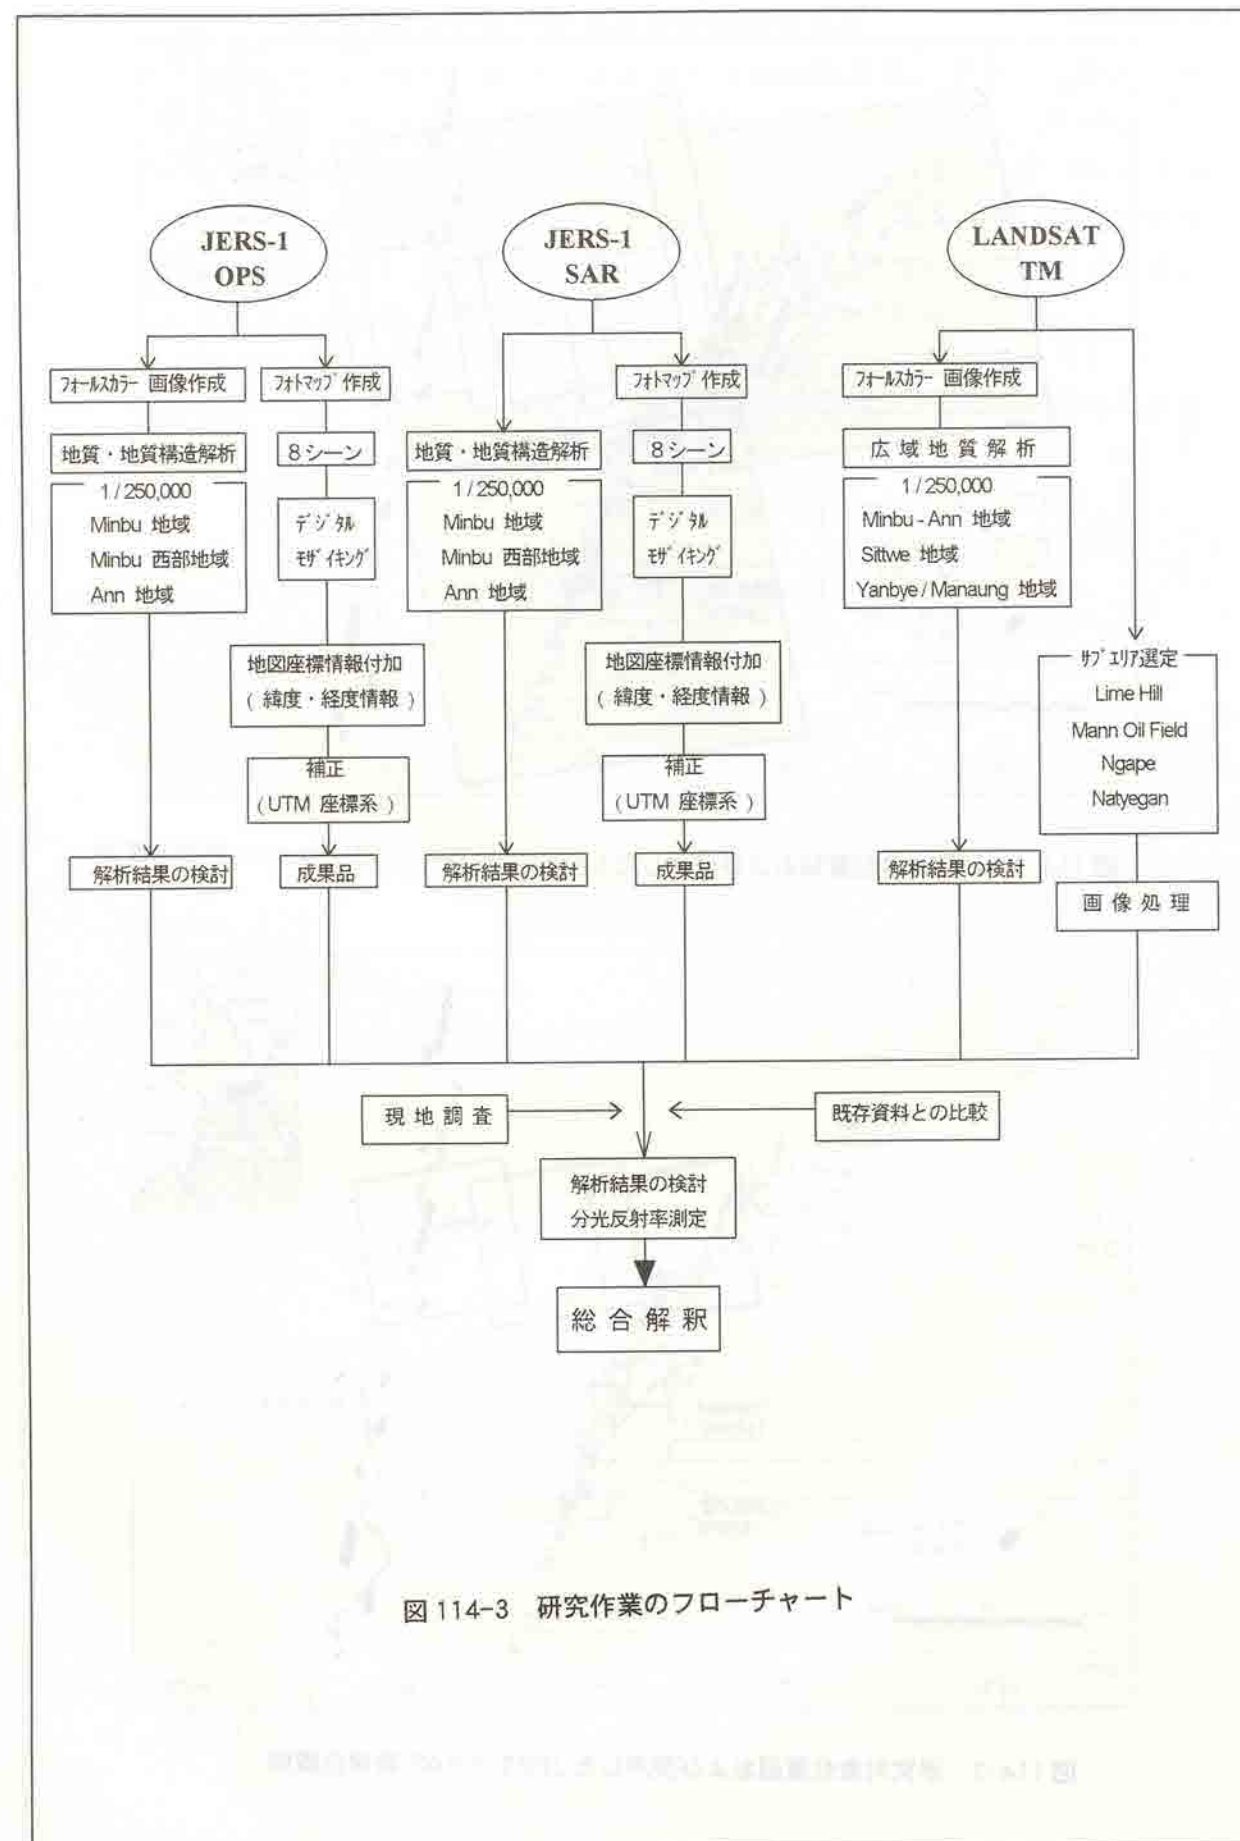 JERS-1
OPS
フォールスカラー 画像作成
地質・地質構造解析
1/250,000
Minbu 地域
Minbu 西部地域
Ann 地域
解析結果の検討
フォトマップ 作成
8シーン
デジタル
モザイキング
地図座標情報付加
(緯度・経度情報)
補正
(UTM 座標系)
成果品
JERS-1
SAR
地質・地質構造解析
1/250,000
Minbu 地域
Minbu 西部地域
Ann 地域
解析結果の検討
フォトマップ 作成
8シーン
デジタル
モザイキング
地図座標情報付加
(緯度・経度情報)
補正
(UTM 座標系)
成果品
LANDSAT
TM
フォールスカラー 画像作成
広域地質解析
1/250,000
Minbu - Ann 地域
Sittwe 地域
Yanbye / Manaung 地域
解析結果の検討
サブエリア選定
Lime Hill
Mann Oil Field
Ngape
Natyegan
画像処理
現地調査
既存資料との比較
解析結果の検討
分光反射率測定
総合解釈
図 114-3 研究作業のフローチャート